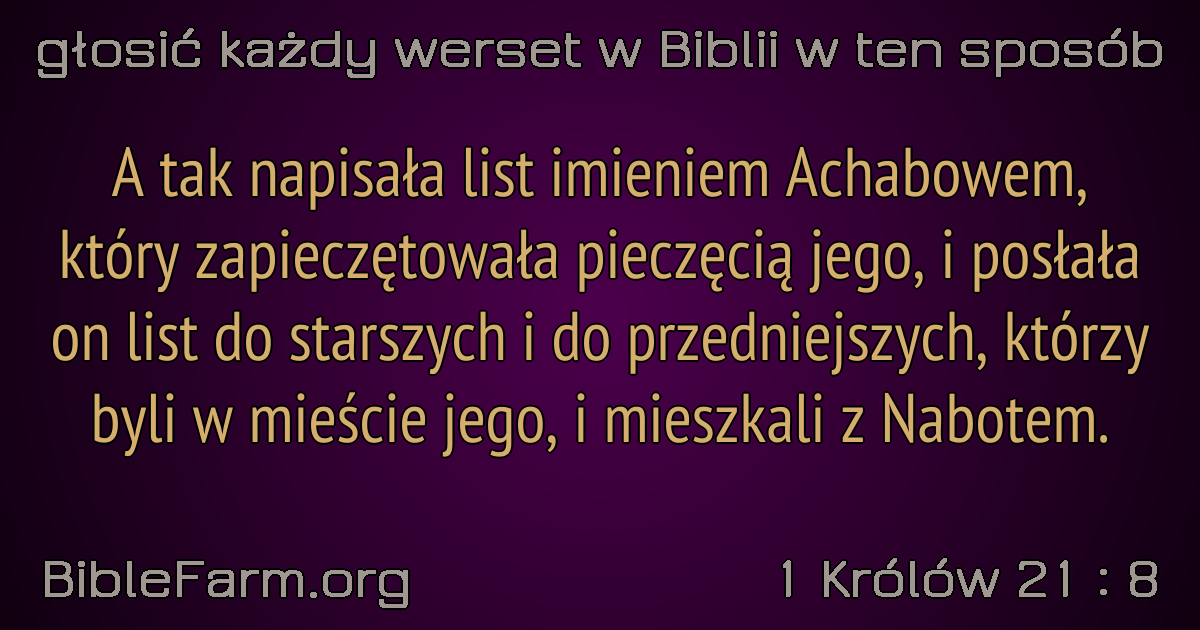 głosić każdy werset w Biblii w ten sposób
A tak napisała list imieniem Achabowem,
który zapieczętowała pieczęcią jego, i posłała
on list do starszych i do przedniejszych, którzy
byli w mieście jego, i mieszkali z Nabotem.
BibleFarm.org
1 Królów 21 : 8